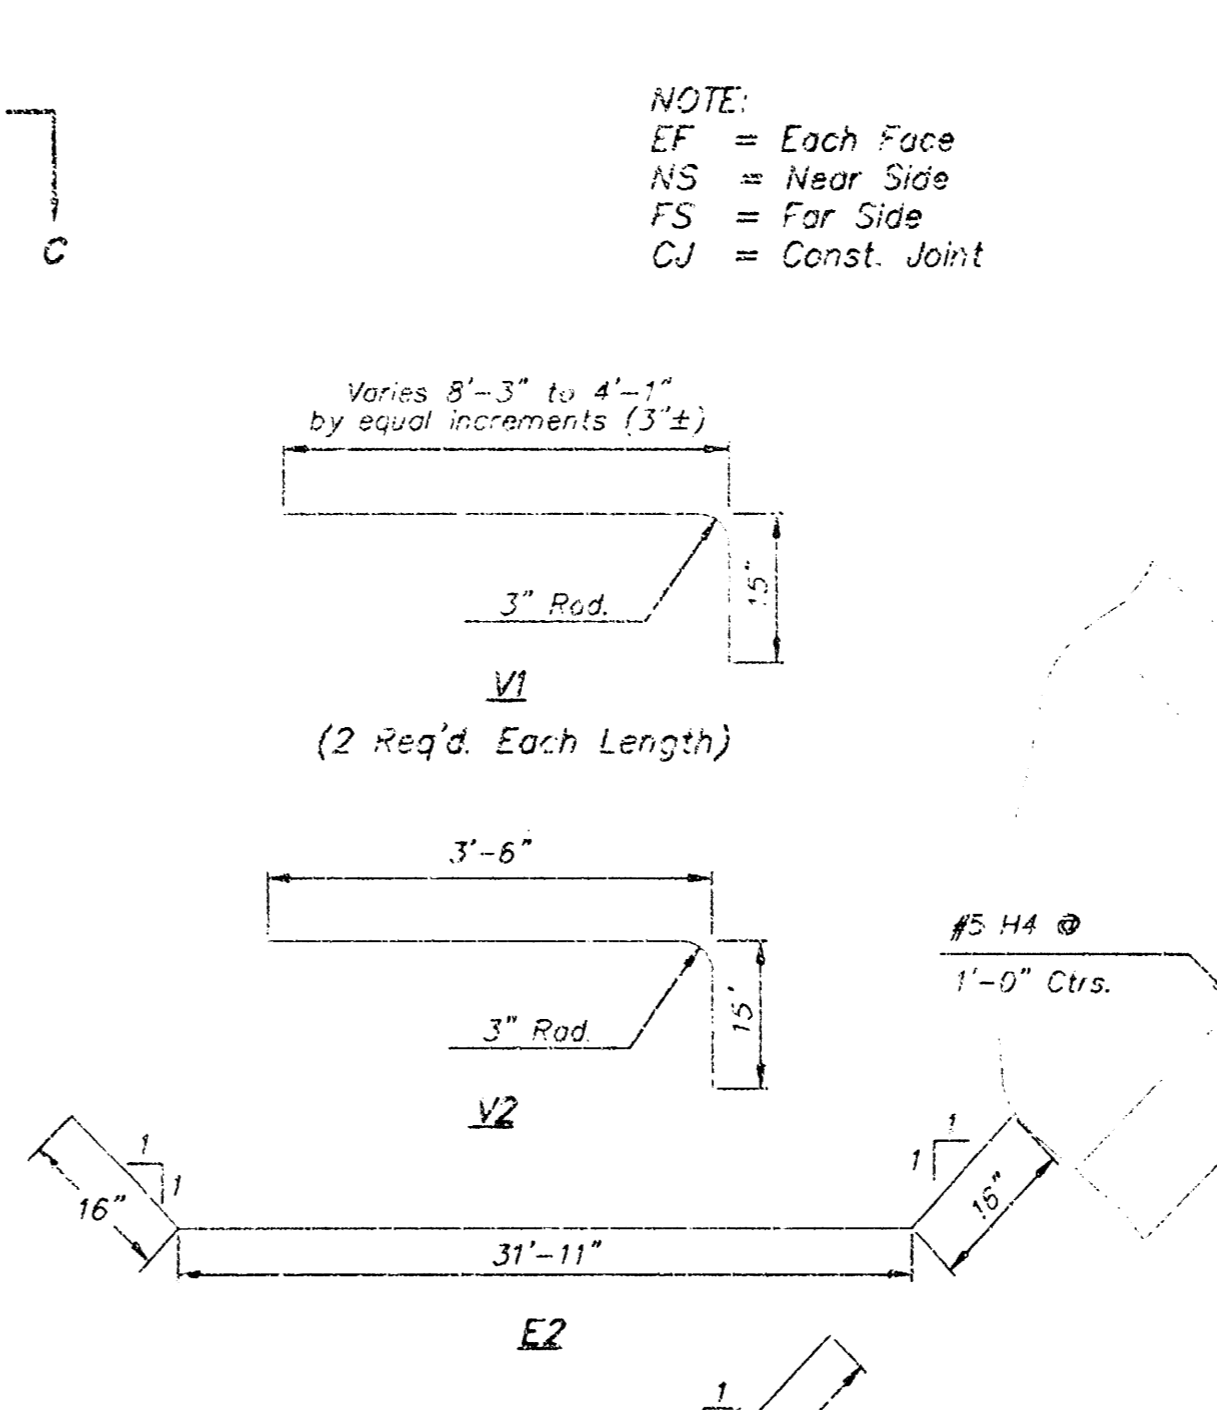 C
NOTE:
EF = Each Face
NS = Near Side
FS = Far Side
CJ = Const. Joint
Varies 8'-3" to 4'-1"
by equal increments (3"±)
15"
3" Rad.
V1
(2 Req'd. Each Length)
3'-6"
#5 H4 @
1'-0" Ctrs.
15'
3" Rad.
V2
1
1
16"
1
1
16"
31'-11"
E2
1